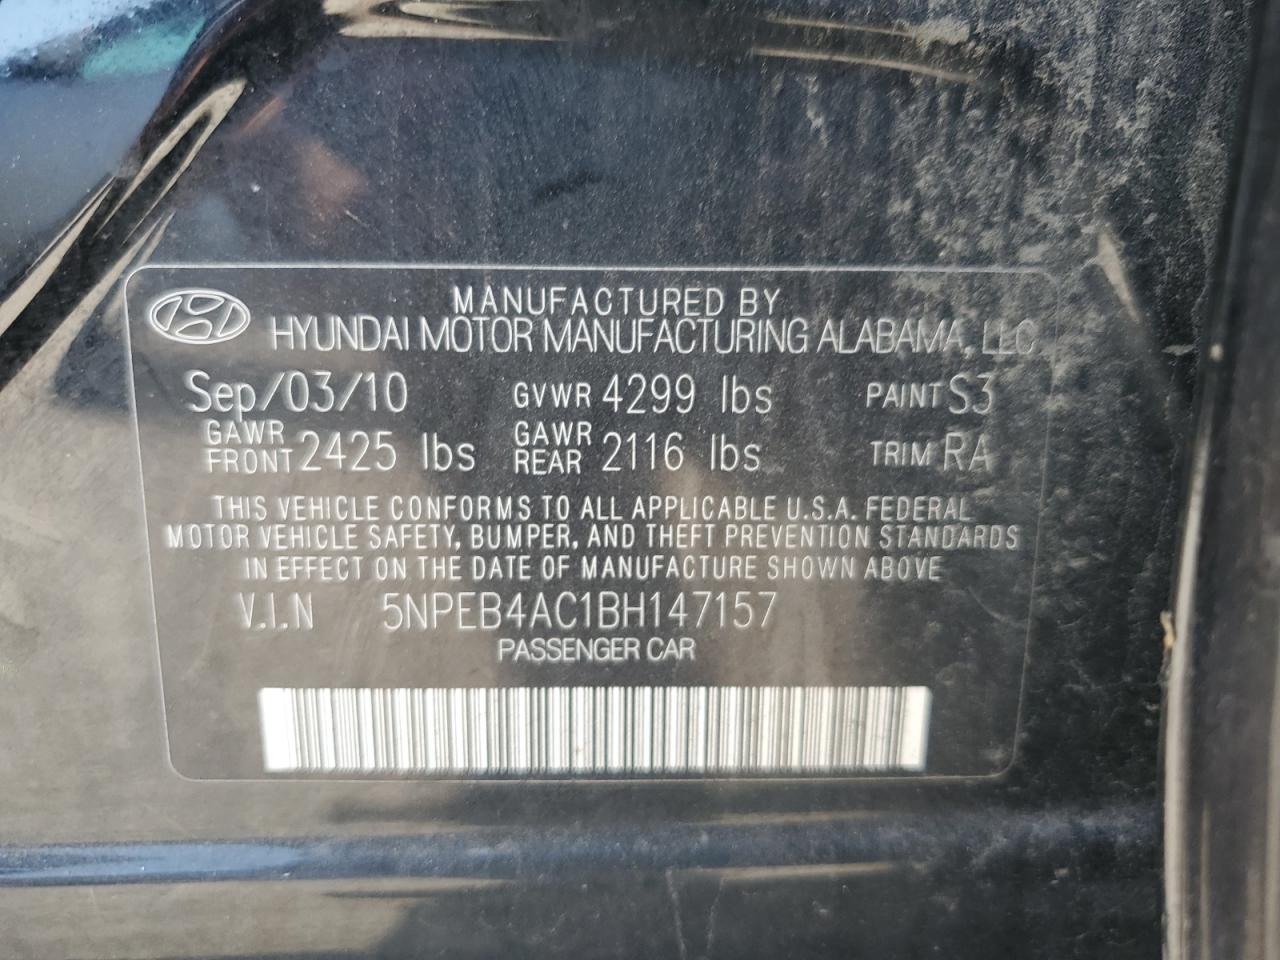 MANUFACTURED BY
HYUNDAI MOTOR MANUFACTURING ALABAMA, LLC
Sep/03/10 GVWR 4299 lbs PAINT S3
GAWR FRONT 2425 lbs GAWR REAR 2116 lbs TRIM RA
THIS VEHICLE CONFORMS TO ALL APPLICABLE U.S.A. FEDERAL
MOTOR VEHICLE SAFETY, BUMPER, AND THEFT PREVENTION STANDARDS
IN EFFECT ON THE DATE OF MANUFACTURE SHOWN ABOVE
V.I.N 5NPEB4AC1BH147157
PASSENGER CAR